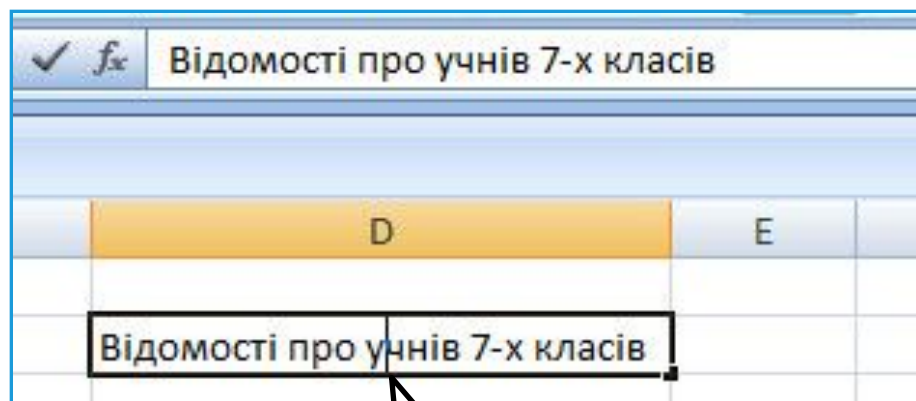 fx Відомості про учнів 7-х класів
D E
Відомості про учнів 7-х класів